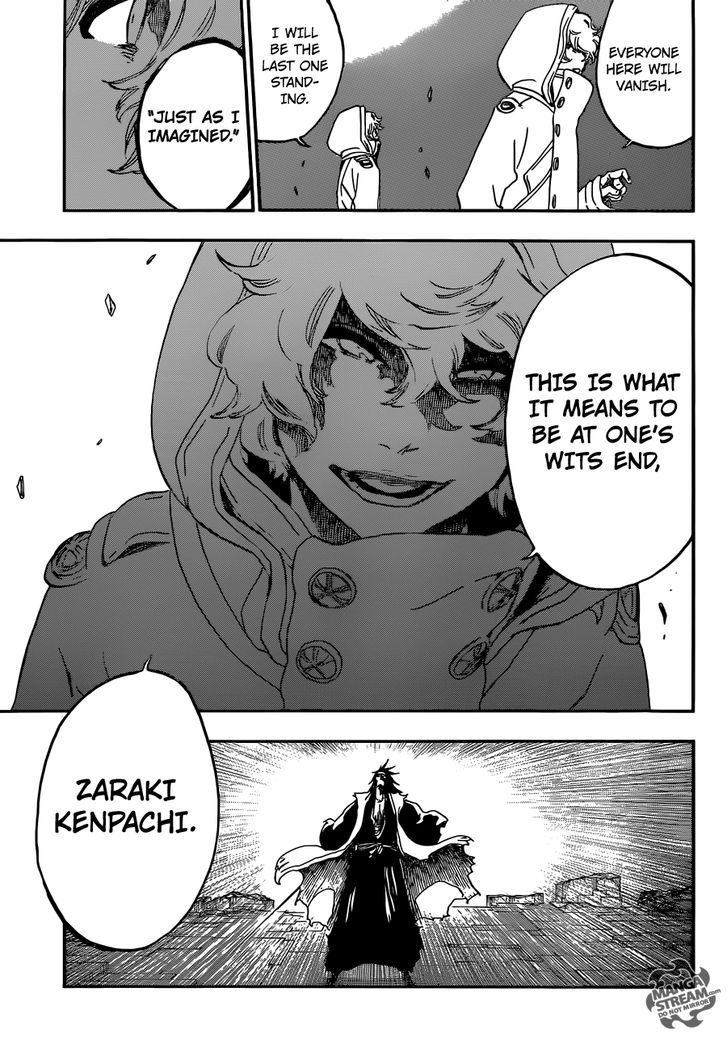 EVERYONE
HERE WILL
VANISH.
I WILL
BE THE
LAST ONE
STAND-
ING.
"JUST AS I
IMAGINED."
THIS IS WHAT
IT MEANS TO
BE AT ONE'S
WITS END,
ZARAKI
KENPACHI.
MANGA
STREAM.com
DO NOT MIRROR